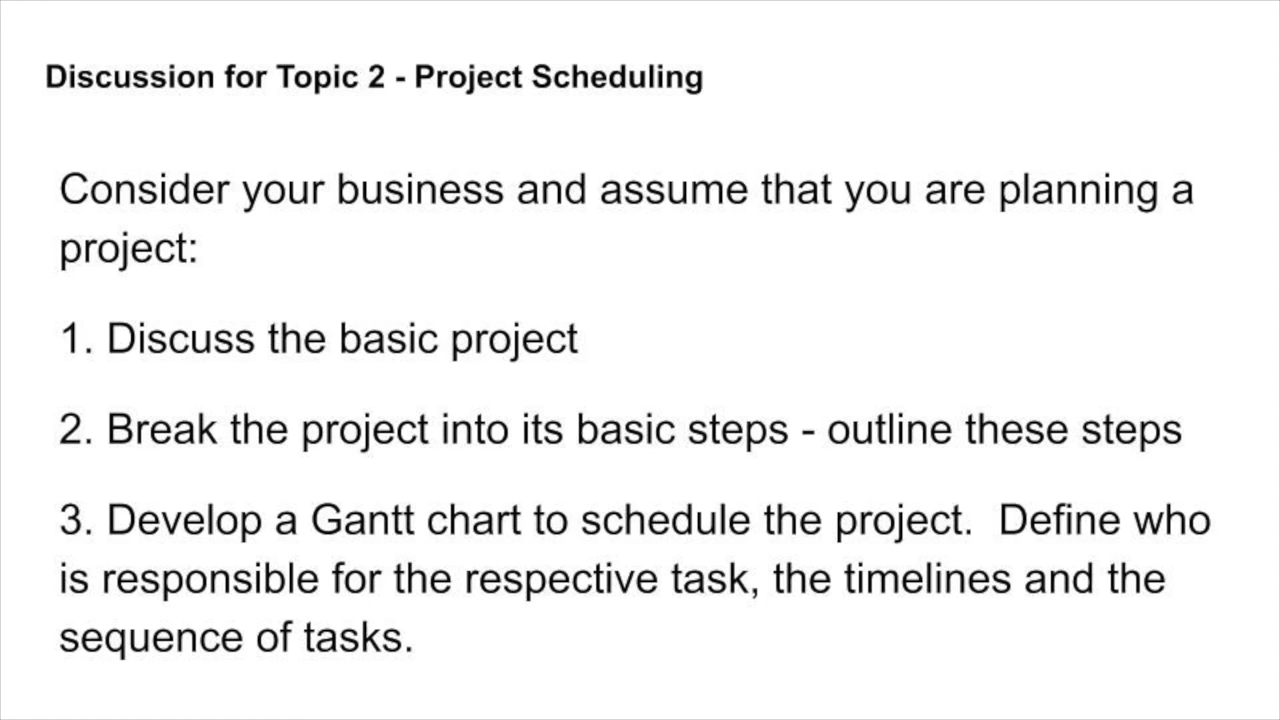 Discussion for Topic 2 - Project Scheduling
Consider your business and assume that you are planning a
project:
1. Discuss the basic project
2. Break the project into its basic steps - outline these steps
3. Develop a Gantt chart to schedule the project.  Define who
is responsible for the respective task, the timelines and the
sequence of tasks.